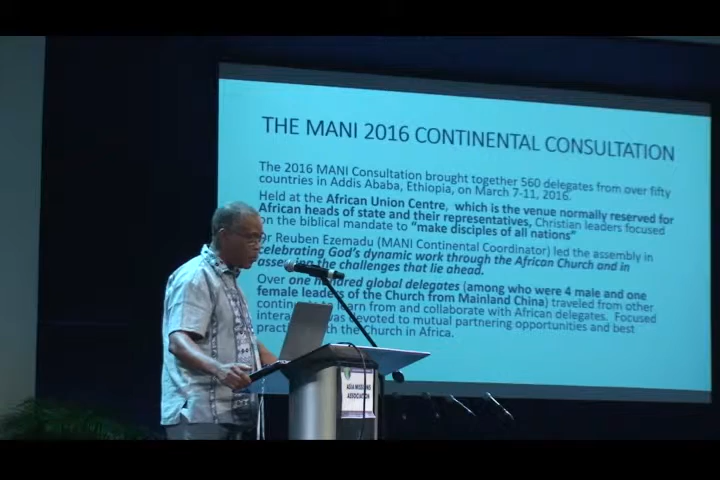 THE MANI 2016 CONTINENTAL CONSULTATION
The 2016 MANI Consultation brought together 560 delegates from over fifty
countries in Addis Ababa, Ethiopia, on March 7-11, 2016.
Held at the African Union Centre, which is the venue normally reserved for
African heads of state and their representatives, Christian leaders focused
on the biblical mandate to "make disciples of all nations"
Reuben Ezemadu (MANI Continental Coordinator) led the assembly in
celebrating God's dynamic work through the African Church and in
the challenges that lie ahead.
Over one hundred global delegates (among who were 4 male and one
female leaders of the Church from Mainland China) traveled from other
to learn from and collaborate with African delegates. Focused
was devoted to mutual partnering opportunities and best
with the Church in Africa.
ASIA MISSIONS
ASSOCIATION